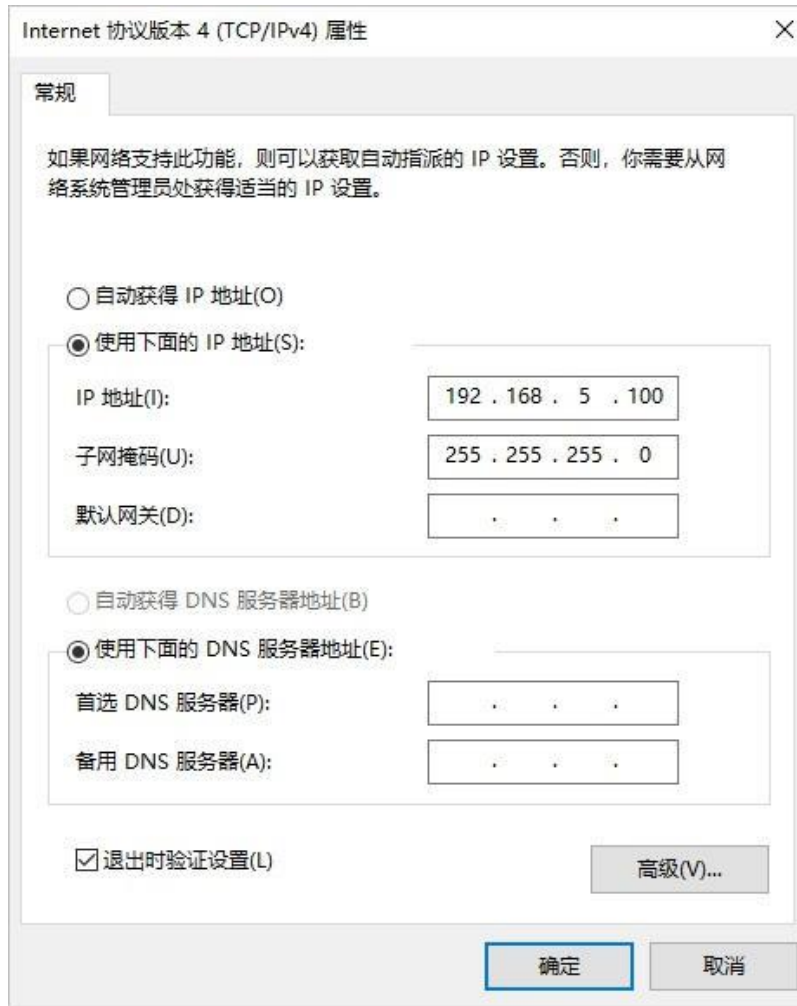 Internet 协议版本 4 (TCP/IPv4) 属性
常规
如果网络支持此功能，则可以获取自动指派的 IP 设置。否则，你需要从网
络系统管理员处获得适当的 IP 设置。
自动获得 IP 地址(O)
使用下面的 IP 地址(S):
IP 地址(I):
192 . 168 . 5 . 100
子网掩码(U):
255 . 255 . 255 . 0
默认网关(D):
. . .
自动获得 DNS 服务器地址(B)
使用下面的 DNS 服务器地址(E):
首选 DNS 服务器(P):
. . .
备用 DNS 服务器(A):
. . .
退出时验证设置(L)
高级(V)...
确定
取消